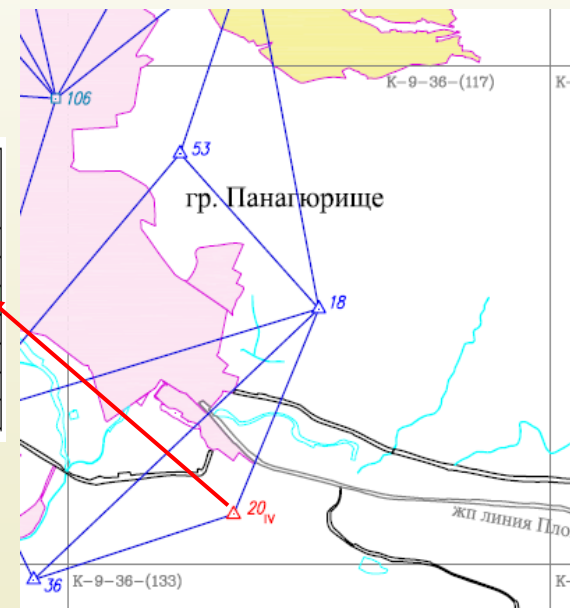 К-9-36-(117)
К-
106
53
гр. Панагюрище
18
20IV
жп линия Пло
36
К-9-36-(133)
К-